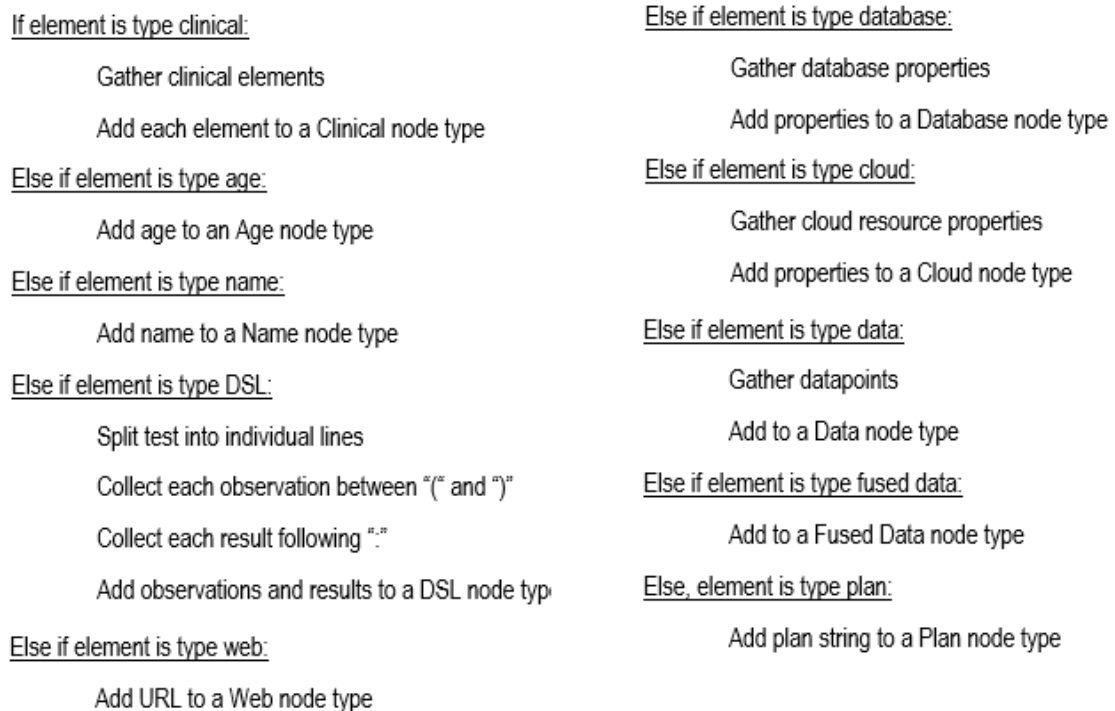 If element is type clinical:
Gather clinical elements
Add each element to a Clinical node type
Else if element is type age:
Add age to an Age node type
Else if element is type name:
Add name to a Name node type
Else if element is type DSL:
Split test into individual lines
Collect each observation between “(“ and ”)”
Collect each result following “:”
Add observations and results to a DSL node typ
Else if element is type web:
Add URL to a Web node type
Else if element is type database:
Gather database properties
Add properties to a Database node type
Else if element is type cloud:
Gather cloud resource properties
Add properties to a Cloud node type
Else if element is type data:
Gather datapoints
Add to a Data node type
Else if element is type fused data:
Add to a Fused Data node type
Else, element is type plan:
Add plan string to a Plan node type